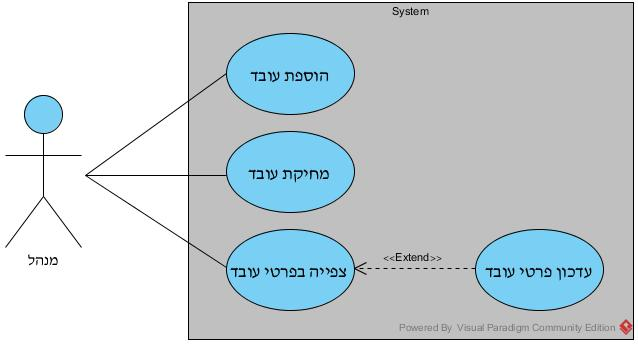 System
הוספת עובד
מחיקת עובד
צפייה בפרטי עובד
<<Extend>>
עדכון פרטי עובד
מנהל
Powered By Visual Paradigm Community Edition